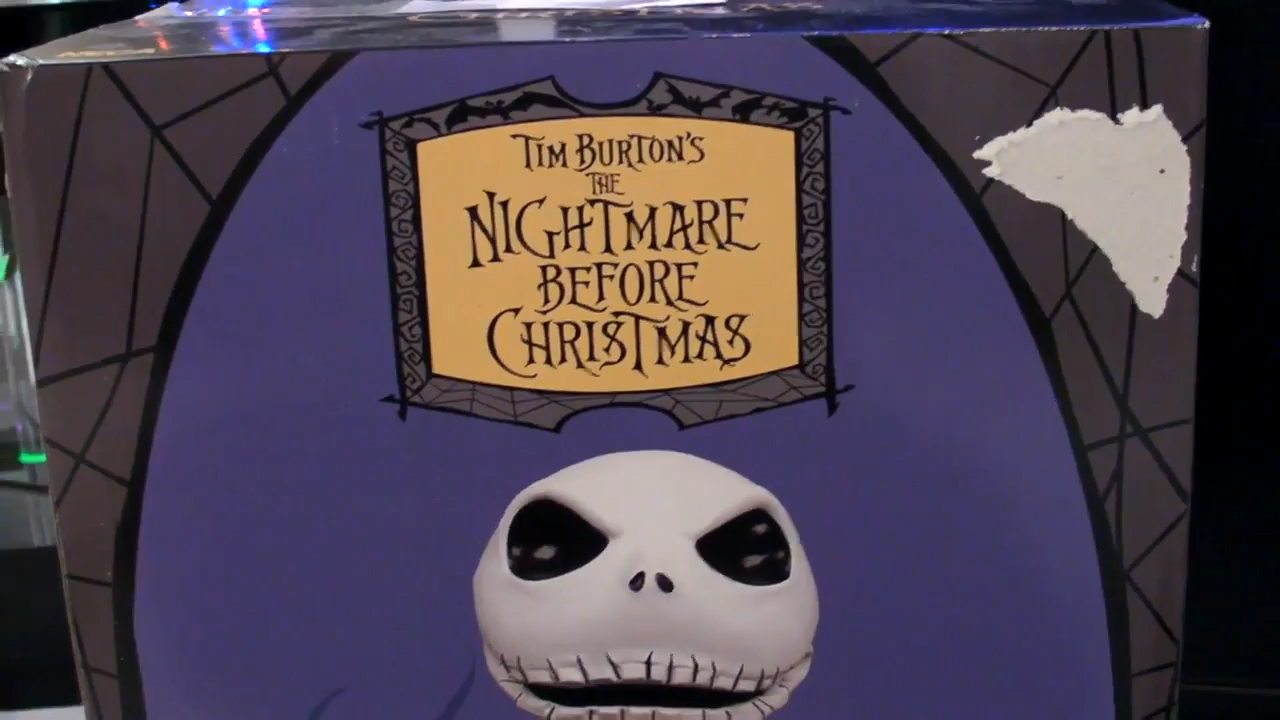 TIM BURTON'S
THE
NIGHTMARE
BEFORE
CHRISTMAS